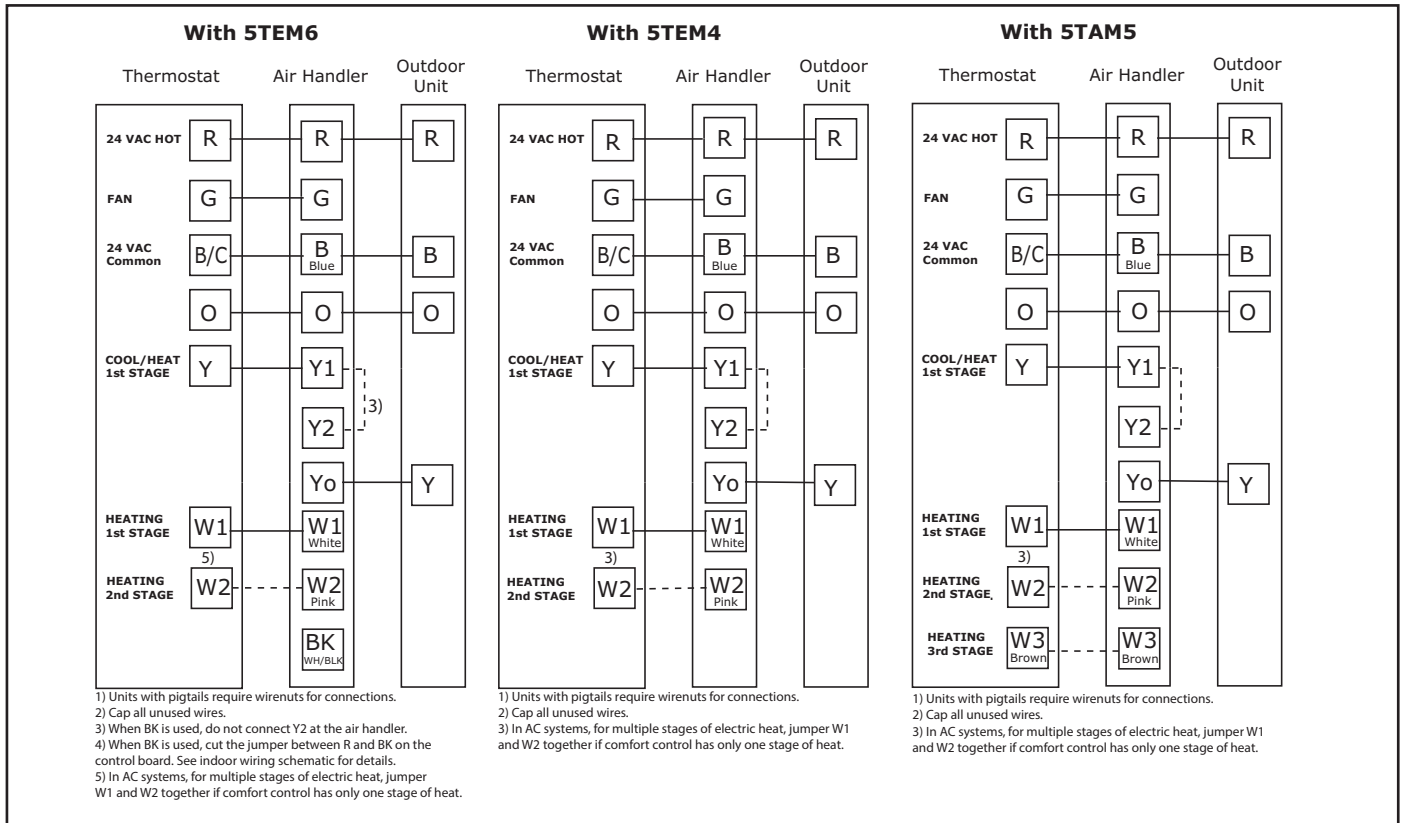 With 5TEM6
Thermostat Air Handler Outdoor
Unit
24 VAC HOT R R R
FAN G G
24 VAC
Common B/C B B
Blue
O O O
COOL/HEAT
1st STAGE Y Y1
3)
Y2
Yo Y
HEATING
1st STAGE W1 W1
White
5)
HEATING
2nd STAGE W2 W2
Pink
BK
WH/BLK
1) Units with pigtails require wirenuts for connections.
2) Cap all unused wires.
3) When BK is used, do not connect Y2 at the air handler.
4) When BK is used, cut the jumper between R and BK on the
control board. See indoor wiring schematic for details.
5) In AC systems, for multiple stages of electric heat, jumper
W1 and W2 together if comfort control has only one stage of heat.
With 5TEM4
Thermostat Air Handler Outdoor
Unit
24 VAC HOT R R R
FAN G G
24 VAC
Common B/C B B
Blue
O O O
COOL/HEAT
1st STAGE Y Y1
Y2
Yo Y
HEATING
1st STAGE W1 W1
White
3)
HEATING
2nd STAGE W2 W2
Pink
1) Units with pigtails require wirenuts for connections.
2) Cap all unused wires.
3) In AC systems, for multiple stages of electric heat, jumper W1
and W2 together if comfort control has only one stage of heat.
With 5TAM5
Thermostat Air Handler Outdoor
Unit
24 VAC HOT R R R
FAN G G
24 VAC
Common B/C B B
Blue
O O O
COOL/HEAT
1st STAGE Y Y1
Y2
Yo Y
HEATING
1st STAGE W1 W1
White
3)
HEATING
2nd STAGE. W2 W2
Pink
HEATING
3rd STAGE W3 W3
Brown Brown
1) Units with pigtails require wirenuts for connections.
2) Cap all unused wires.
3) In AC systems, for multiple stages of electric heat, jumper W1
and W2 together if comfort control has only one stage of heat.